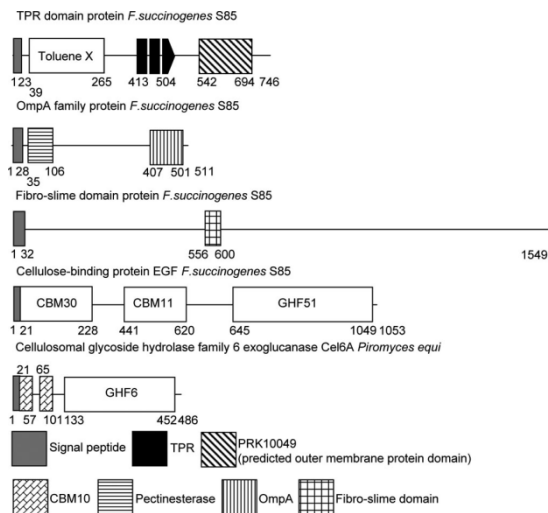 TPR domain protein F.succinogenes S85
Toluene X
123 265 413 504 542 694 746
39
OmpA family protein F.succinogenes S85
1 28 106 407 501 511
35
Fibro-slime domain protein F.succinogenes S85
1 32 556 600 1549
Cellulose-binding protein EGF F.succinogenes S85
CBM30 CBM11 GHF51
1 21 228 441 620 645 1049 1053
Cellulosomal glycoside hydrolase family 6 exoglucanase Cel6A Piromyces equi
21 65
GHF6
1 57 101 133 452 486
Signal peptide TPR PRK10049
(predicted outer membrane protein domain)
CBM10 Pectinesterase OmpA Fibro-slime domain